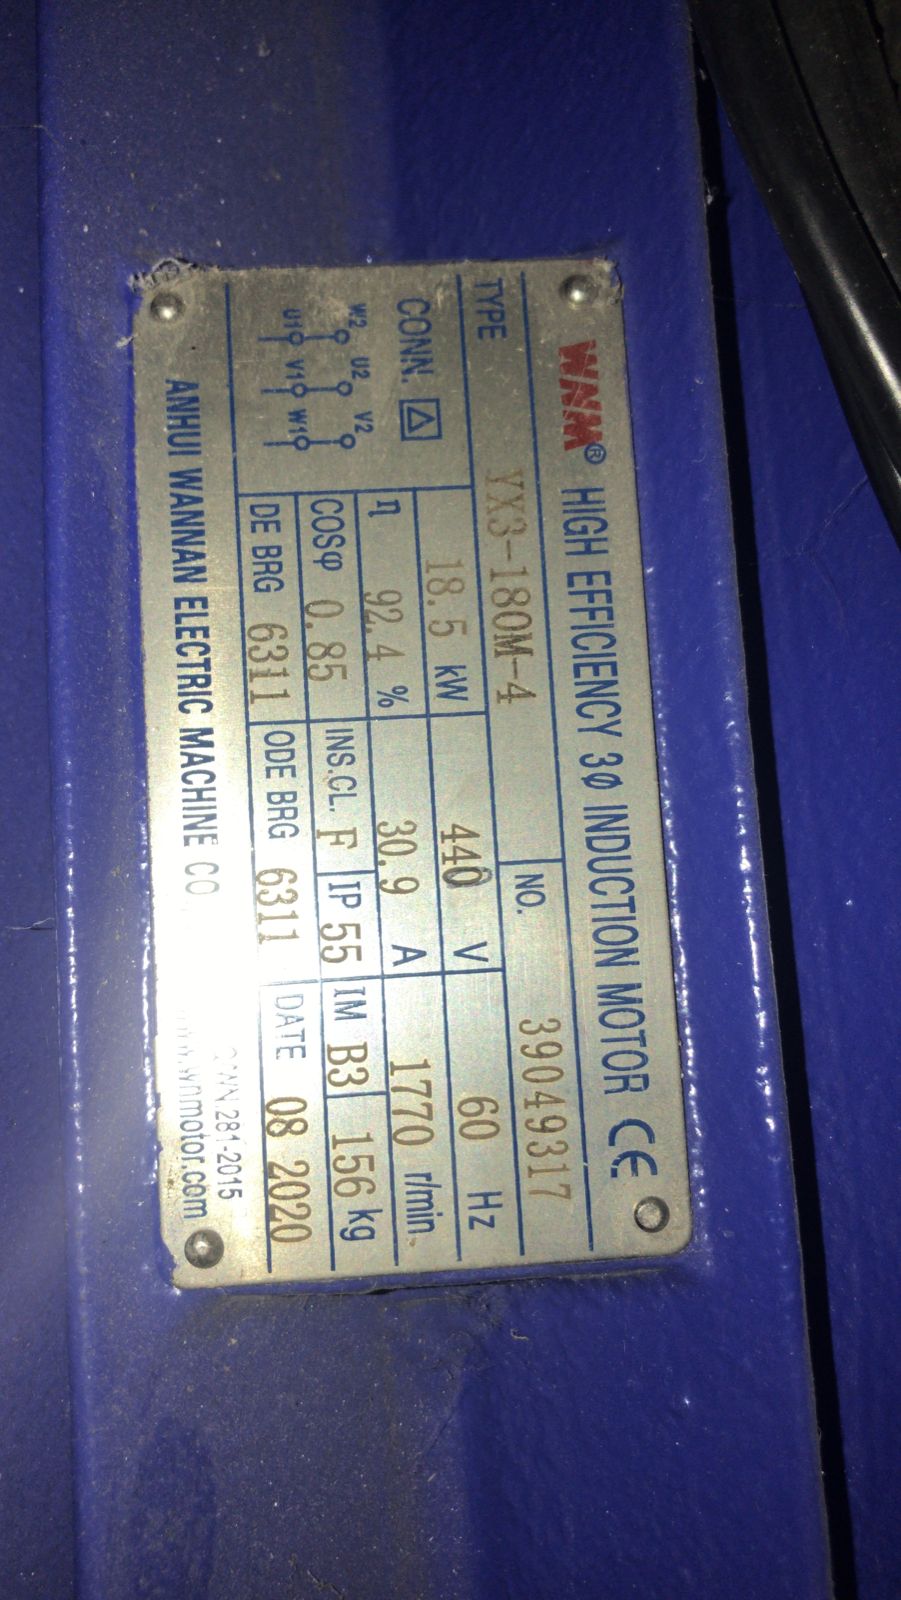 WNM® HIGH EFFICIENCY 3Ø INDUCTION MOTOR CE
TYPE YX3-180M-4 NO. 39049317
CONN. △ 18.5 kW 440 V 60 Hz
η 92.4 % 30.9 A 1770 r/min.
W2 U2 V2
U1 V1 W1
COSφ 0.85 INS.CL. F IP 55 IM B3 156 kg
DE BRG 6311 ODE BRG 6311 DATE 08 2020
281-2015
ANHUI WANNAN ELECTRIC MACHINE CO. www.wnmotor.com